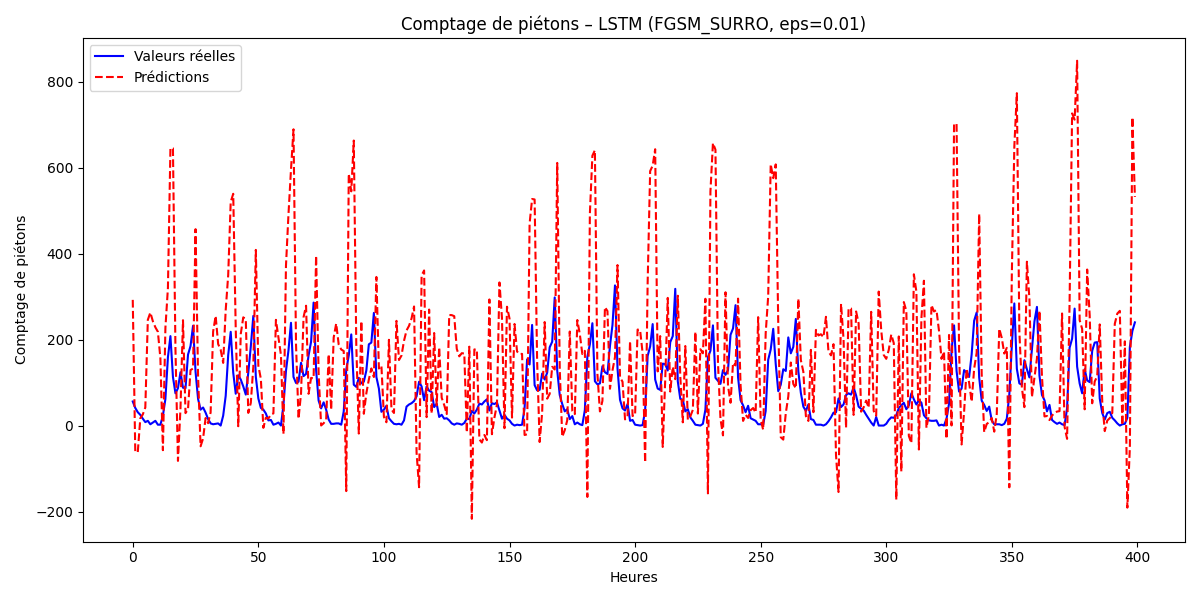 Comptage de piétons – LSTM (FGSM_SURRO, eps=0.01)
Valeurs réelles
Prédictions
Comptage de piétons
800
600
400
200
0
−200
0 50 100 150 200 250 300 350 400
Heures